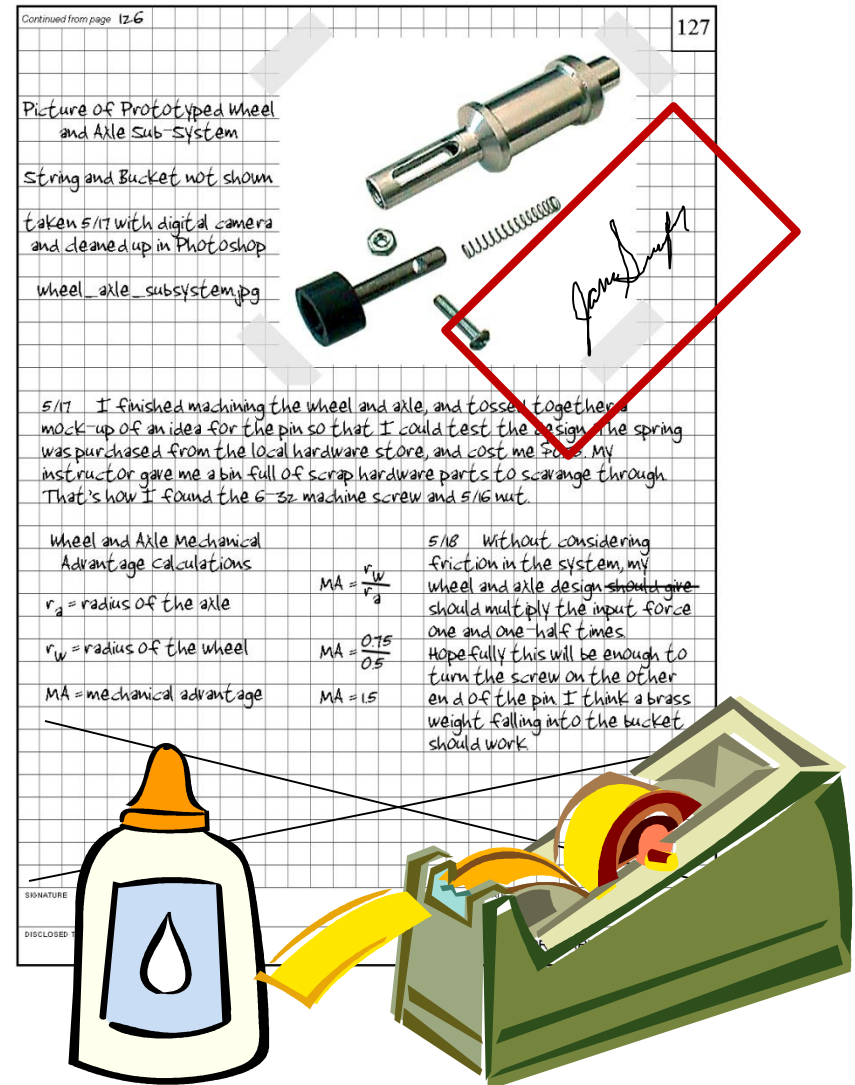 Continued from page 126
127
Picture of Prototyped Wheel
and Axle Sub-System
String and Bucket not shown
taken 5/17 with digital camera
and cleaned up in Photoshop
wheel_axle_subsystem.jpg
5/17 I finished machining the wheel and axle, and tossed together a
mock-up of an idea for the pin so that I could test the design. The spring
was purchased from the local hardware store, and cost me My
instructor gave me a bin full of scrap hardware parts to scavange through.
That's how I found the 6-32 machine screw and 5/16 nut.
Wheel and Axle Mechanical
Advantage calculations
ra = radius of the axle
rw = radius of the wheel
MA = mechanical advantage
MA = rw/ra
MA = 0.75/0.5
MA = 1.5
5/18 Without considering
friction in the system, my
wheel and axle design should give
should multiply the input force
one and one-half times.
Hopefully this will be enough to
turn the screw on the other
end of the pin. I think a brass
weight falling into the bucket
should work.
SIGNATURE
DISCLOSED